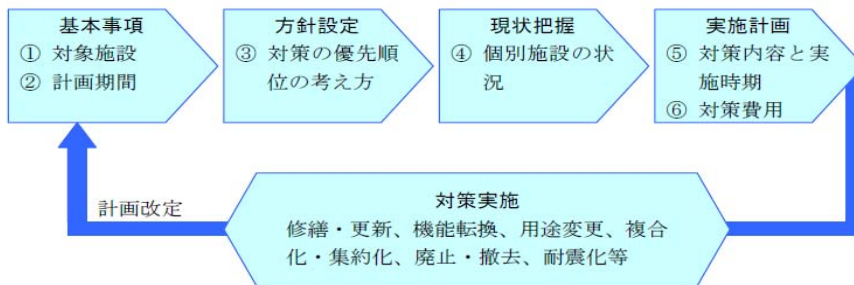 基本事項
① 対象施設
② 計画期間
方針設定
③ 対策の優先順
位の考え方
現状把握
④ 個別施設の状
況
実施計画
⑤ 対策内容と実
施時期
⑥ 対策費用
計画改定
対策実施
修繕・更新、機能転換、用途変更、複合
化・集約化、廃止・撤去、耐震化等